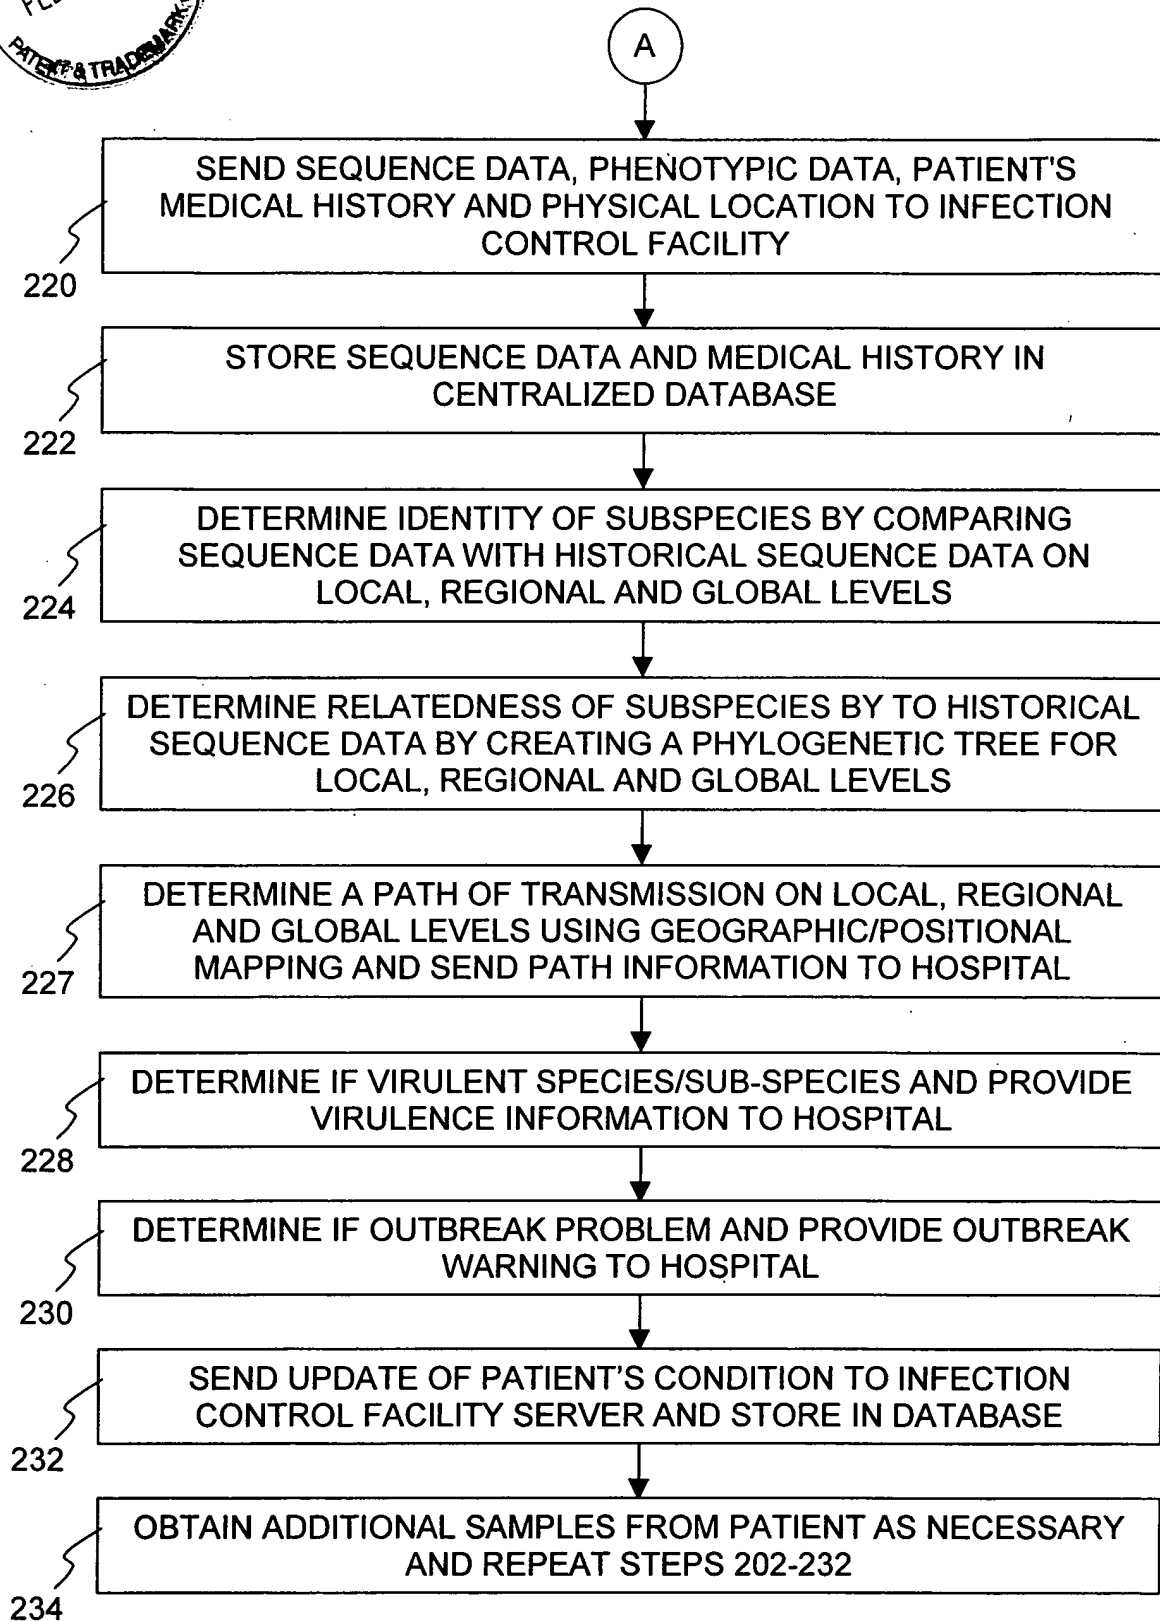 PATENT & TRADEMARK
A
SEND SEQUENCE DATA, PHENOTYPIC DATA, PATIENT'S
MEDICAL HISTORY AND PHYSICAL LOCATION TO INFECTION
CONTROL FACILITY
220
STORE SEQUENCE DATA AND MEDICAL HISTORY IN
CENTRALIZED DATABASE
222
DETERMINE IDENTITY OF SUBSPECIES BY COMPARING
SEQUENCE DATA WITH HISTORICAL SEQUENCE DATA ON
LOCAL, REGIONAL AND GLOBAL LEVELS
224
DETERMINE RELATEDNESS OF SUBSPECIES BY TO HISTORICAL
SEQUENCE DATA BY CREATING A PHYLOGENETIC TREE FOR
LOCAL, REGIONAL AND GLOBAL LEVELS
226
DETERMINE A PATH OF TRANSMISSION ON LOCAL, REGIONAL
AND GLOBAL LEVELS USING GEOGRAPHIC/POSITIONAL
MAPPING AND SEND PATH INFORMATION TO HOSPITAL
227
DETERMINE IF VIRULENT SPECIES/SUB-SPECIES AND PROVIDE
VIRULENCE INFORMATION TO HOSPITAL
228
DETERMINE IF OUTBREAK PROBLEM AND PROVIDE OUTBREAK
WARNING TO HOSPITAL
230
SEND UPDATE OF PATIENT'S CONDITION TO INFECTION
CONTROL FACILITY SERVER AND STORE IN DATABASE
232
OBTAIN ADDITIONAL SAMPLES FROM PATIENT AS NECESSARY
AND REPEAT STEPS 202-232
234